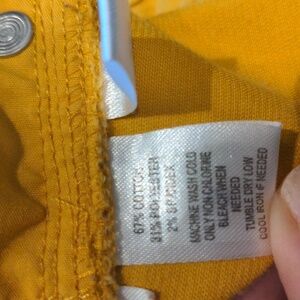 67% COTTON
31% POLYESTER
2% SPANDEX
MACHINE WASH COLD
ONLY NON-CHLORINE
BLEACH WHEN
NEEDED
TUMBLE DRY LOW
COOL IRON IF NEEDED